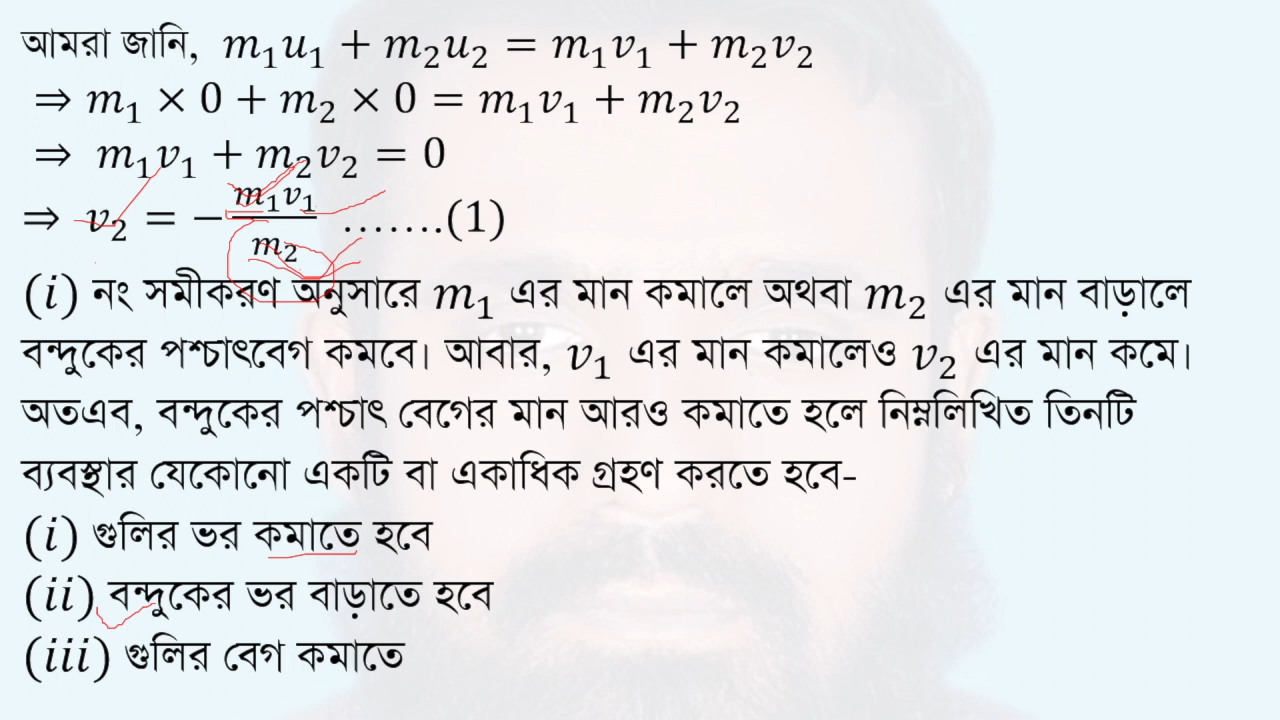 আমরা জানি, m₁u₁ + m₂u₂ = m₁v₁ + m₂v₂
⇒ m₁ × 0 + m₂ × 0 = m₁v₁ + m₂v₂
⇒ m₁v₁ + m₂v₂ = 0
⇒ v₂ = −m₁v₁/m₂ .......(1)
(i) নং সমীকরণ অনুসারে m₁ এর মান কমালে অথবা m₂ এর মান বাড়ালে
বন্দুকের পশ্চাৎবেগ কমবে। আবার, v₁ এর মান কমালেও v₂ এর মান কমে।
অতএব, বন্দুকের পশ্চাৎ বেগের মান আরও কমাতে হলে নিম্নলিখিত তিনটি
ব্যবস্থার যেকোনো একটি বা একাধিক গ্রহণ করতে হবে-
(i) গুলির ভর কমাতে হবে
(ii) বন্দুকের ভর বাড়াতে হবে
(iii) গুলির বেগ কমাতে